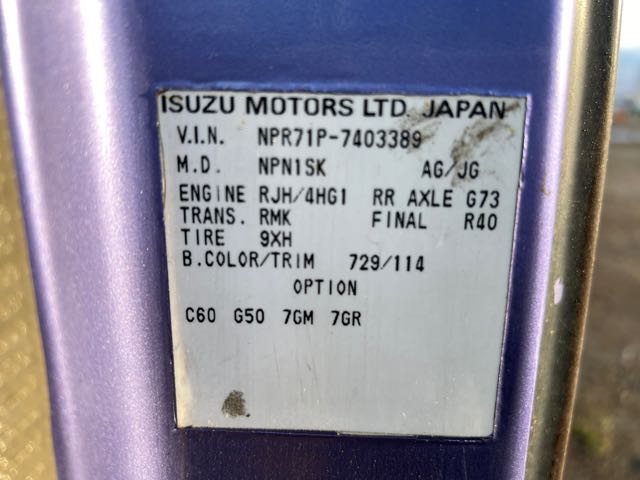 ISUZU MOTORS LTD. JAPAN
V.I.N. NPR71P-7403389
M.D. NPN1SK AG/JG
ENGINE RJH/4HG1 RR AXLE G73
TRANS. RMK FINAL R40
TIRE 9XH
B.COLOR/TRIM 729/114
OPTION
C60 G50 7GM 7GR